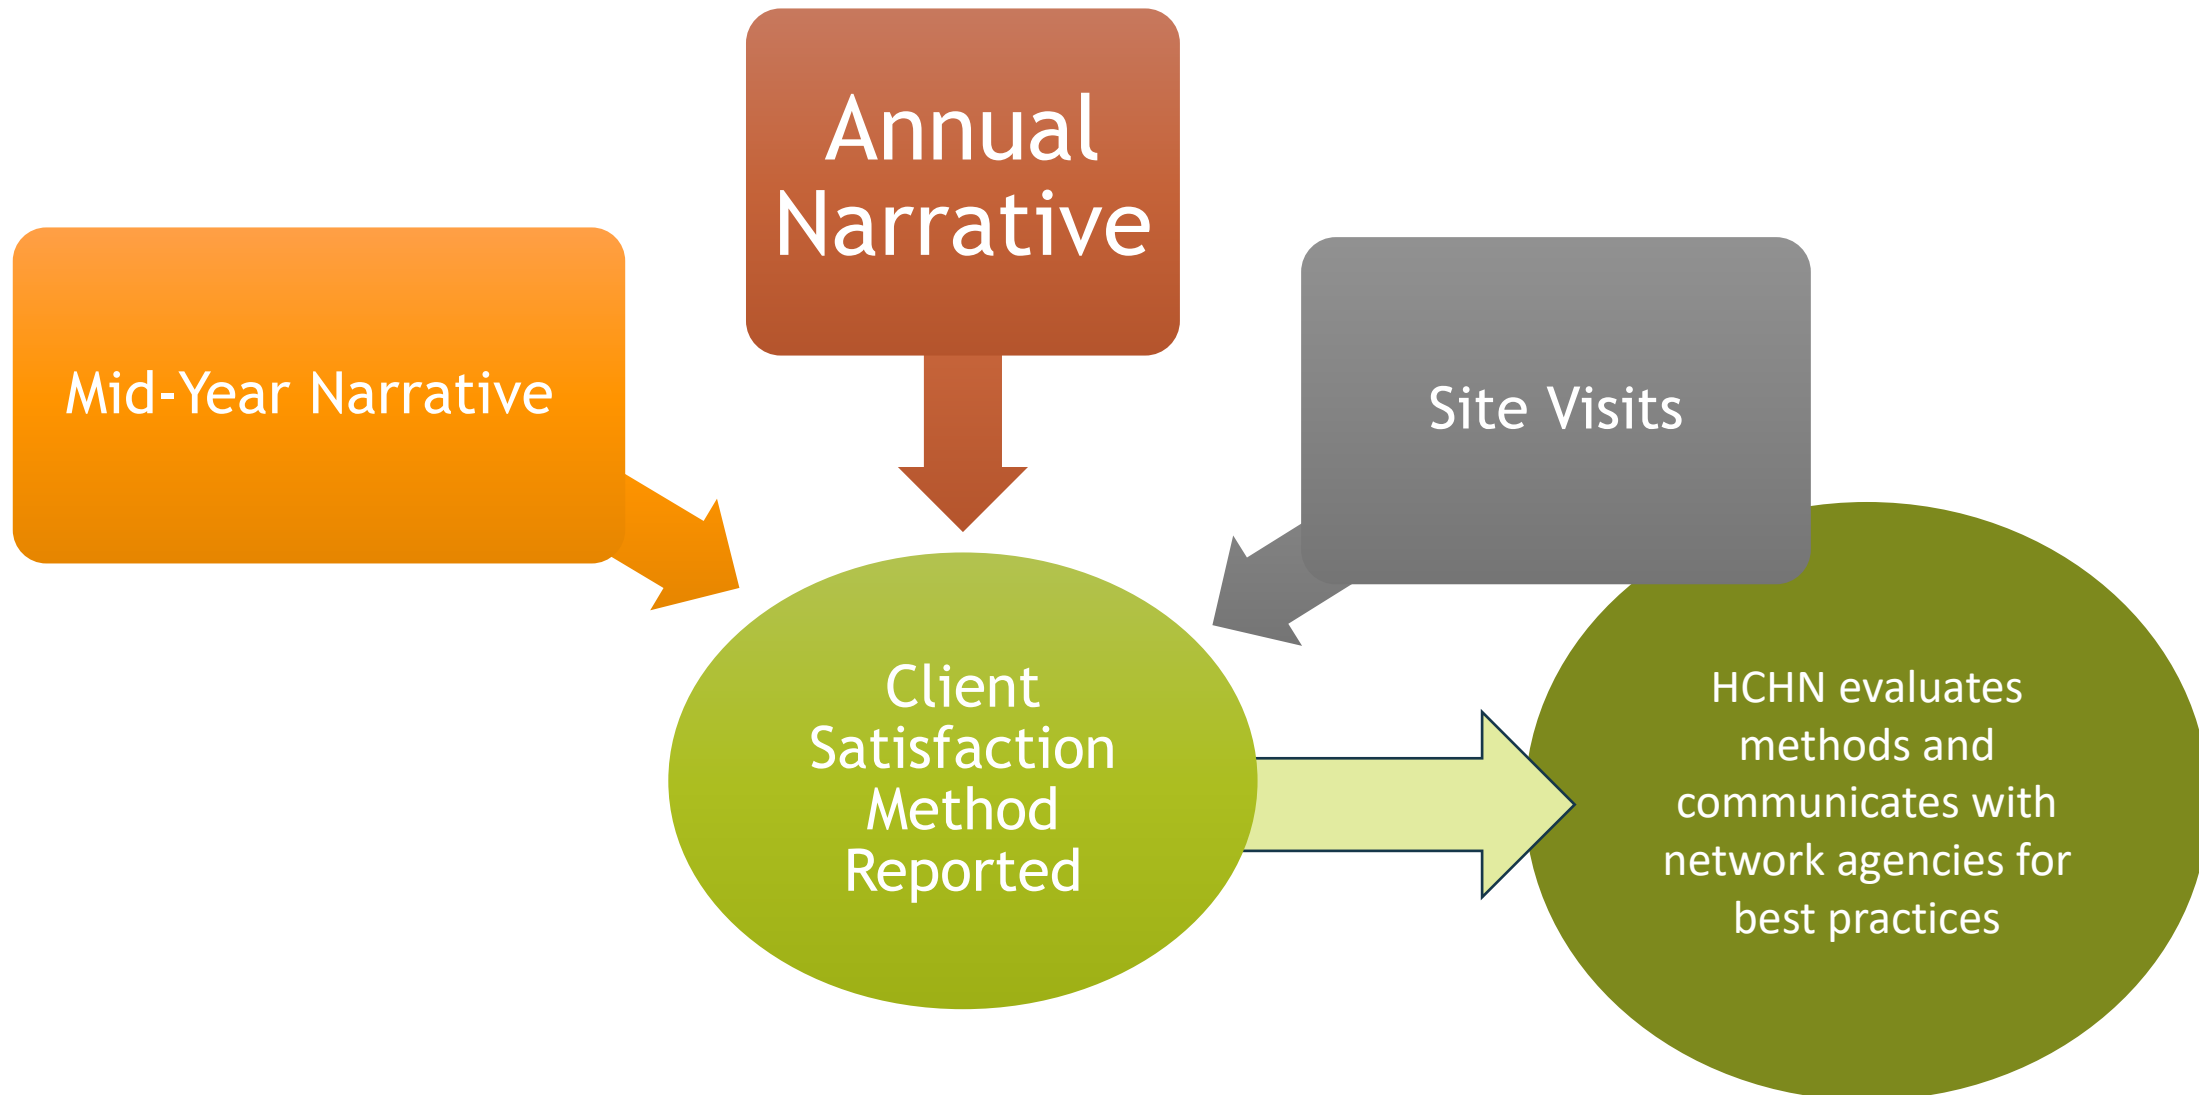 Annual
Narrative
Mid-Year Narrative
Site Visits
Client
Satisfaction
Method
Reported
HCHN evaluates
methods and
communicates with
network agencies for
best practices